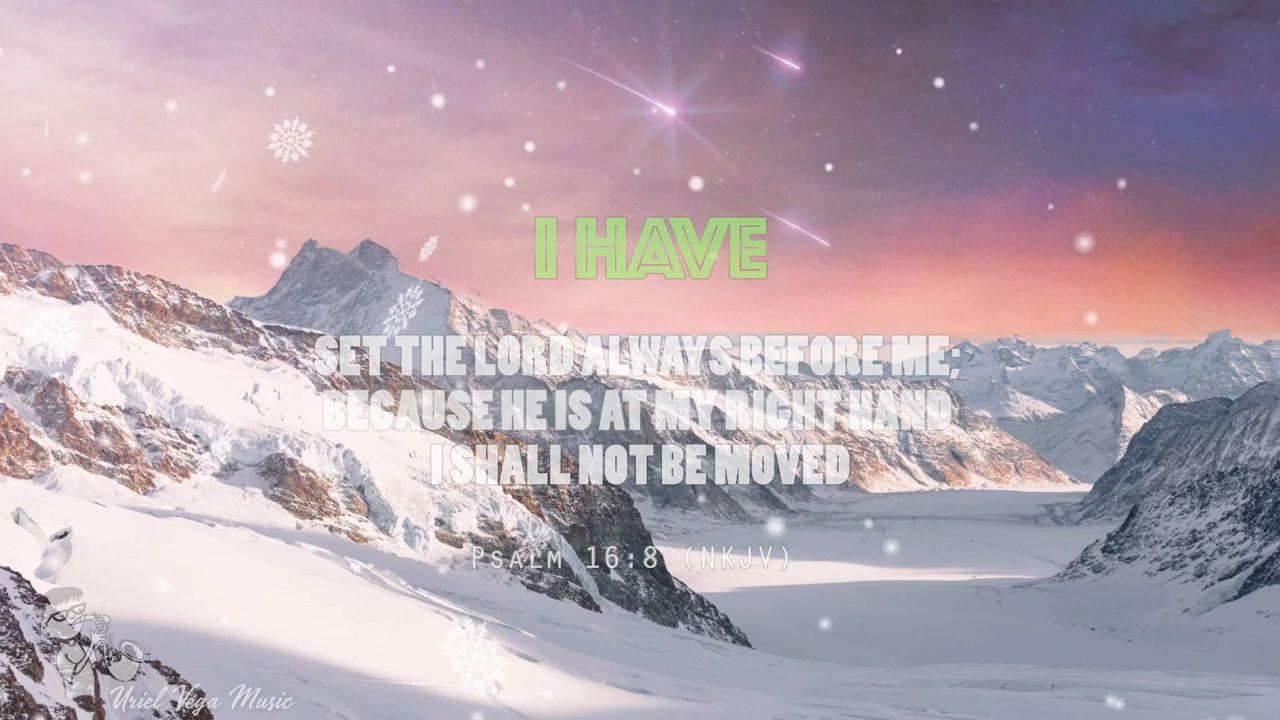 I HAVE
SET THE LORD ALWAYS BEFORE ME;
BECAUSE HE IS AT MY RIGHT HAND
I SHALL NOT BE MOVED
Psalm 16:8 (NKJV)
Uriel Vega Music